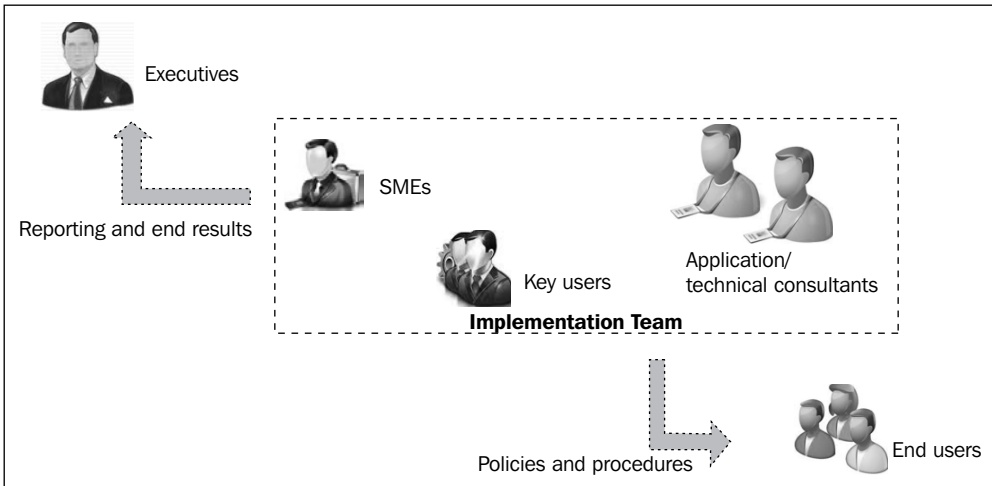 Executives
SMEs
Reporting and end results
Key users
Application/
technical consultants
Implementation Team
End users
Policies and procedures